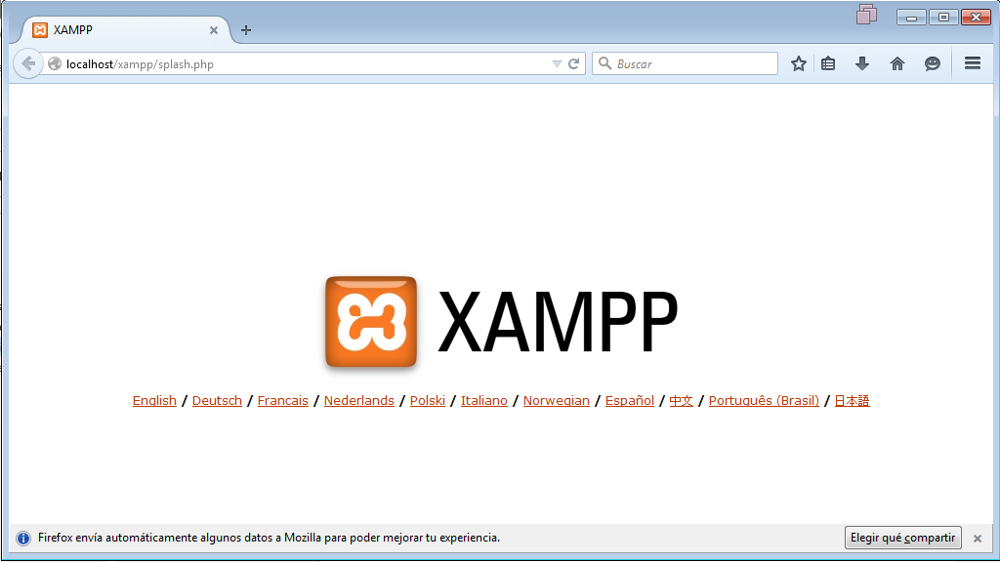 XAMPP
localhost/xampp/splash.php
Buscar
XAMPP
English / Deutsch / Francais / Nederlands / Polski / Italiano / Norwegian / Español / 中文 / Português (Brasil) / 日本語
Firefox envía automáticamente algunos datos a Mozilla para poder mejorar tu experiencia.
Elegir qué compartir